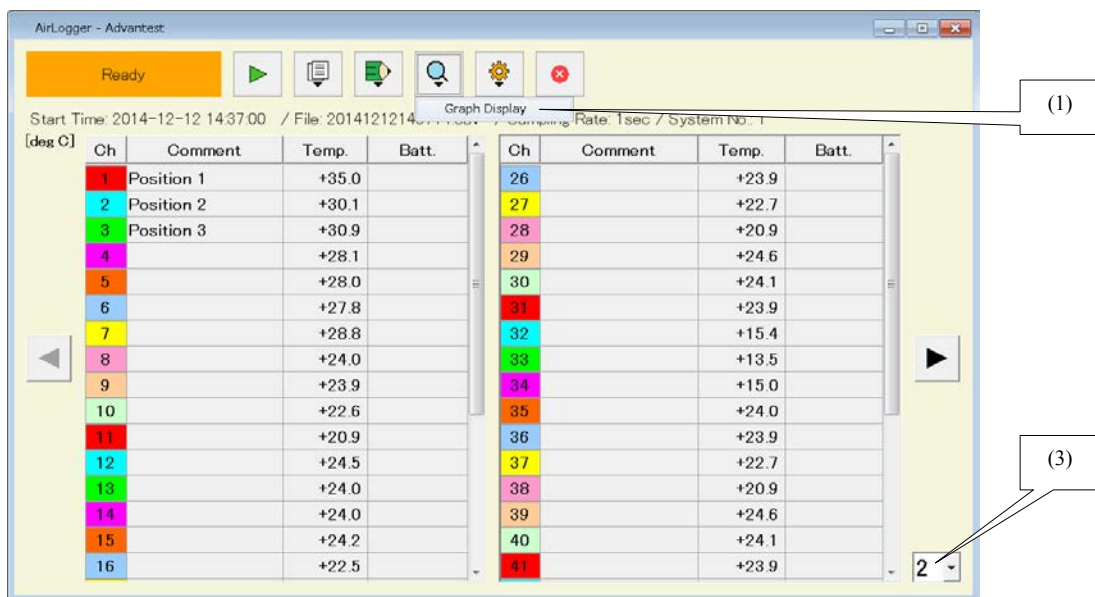 AirLogger - Advantest
Ready
Graph Display
(1)
Start Time: 2014-12-12 14:37:00 / File: 201412121 / Sampling Rate: 1sec / System No.: 1
[deg C] Ch Comment Temp. Batt. Ch Comment Temp. Batt.
1 Position 1 +35.0 26 +23.9
2 Position 2 +30.1 27 +22.7
3 Position 3 +30.9 28 +20.9
4 +28.1 29 +24.6
5 +28.0 30 +24.1
6 +27.8 31 +23.9
7 +28.8 32 +15.4
8 +24.0 33 +13.5
9 +23.9 34 +15.0
10 +22.6 35 +24.0
11 +20.9 36 +23.9
12 +24.5 37 +22.7
(3)
13 +24.0 38 +20.9
14 +24.0 39 +24.6
15 +24.2 40 +24.1
16 +22.5 41 +23.9
2